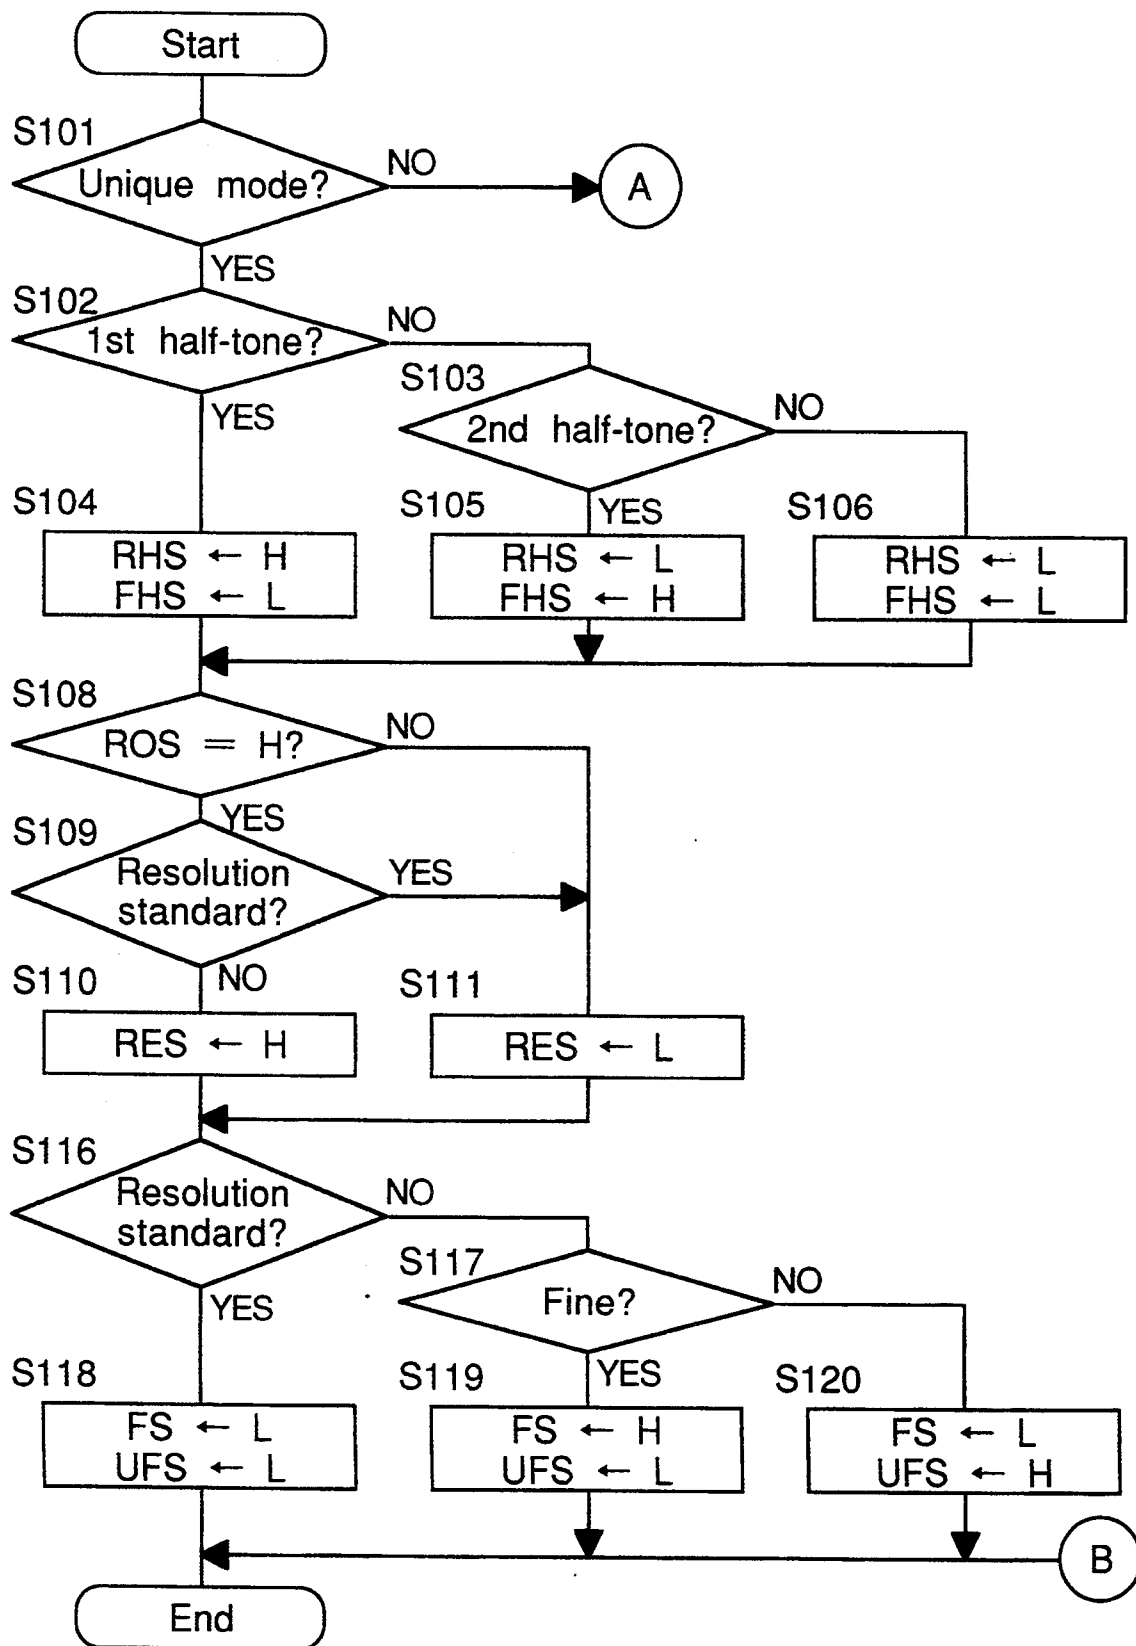 Start
S101
Unique mode?
NO
A
YES
S102
1st half-tone?
NO
S103
2nd half-tone?
NO
YES
S104
RHS ← H
FHS ← L
S105
YES
RHS ← L
FHS ← H
S106
RHS ← L
FHS ← L
S108
ROS = H?
NO
YES
S109
Resolution
standard?
YES
NO
S110
RES ← H
S111
RES ← L
S116
Resolution
standard?
NO
S117
Fine?
NO
YES
S118
FS ← L
UFS ← L
S119
YES
FS ← H
UFS ← L
S120
FS ← L
UFS ← H
B
End